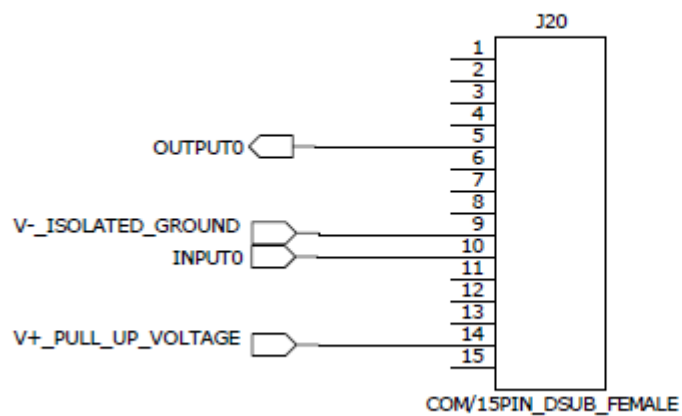 J20
1
2
3
4
OUTPUT0 5
6
7
8
V-_ISOLATED_GROUND 9
INPUT0 10
11
12
13
V+_PULL_UP_VOLTAGE 14
15
COM/15PIN_DSUB_FEMALE